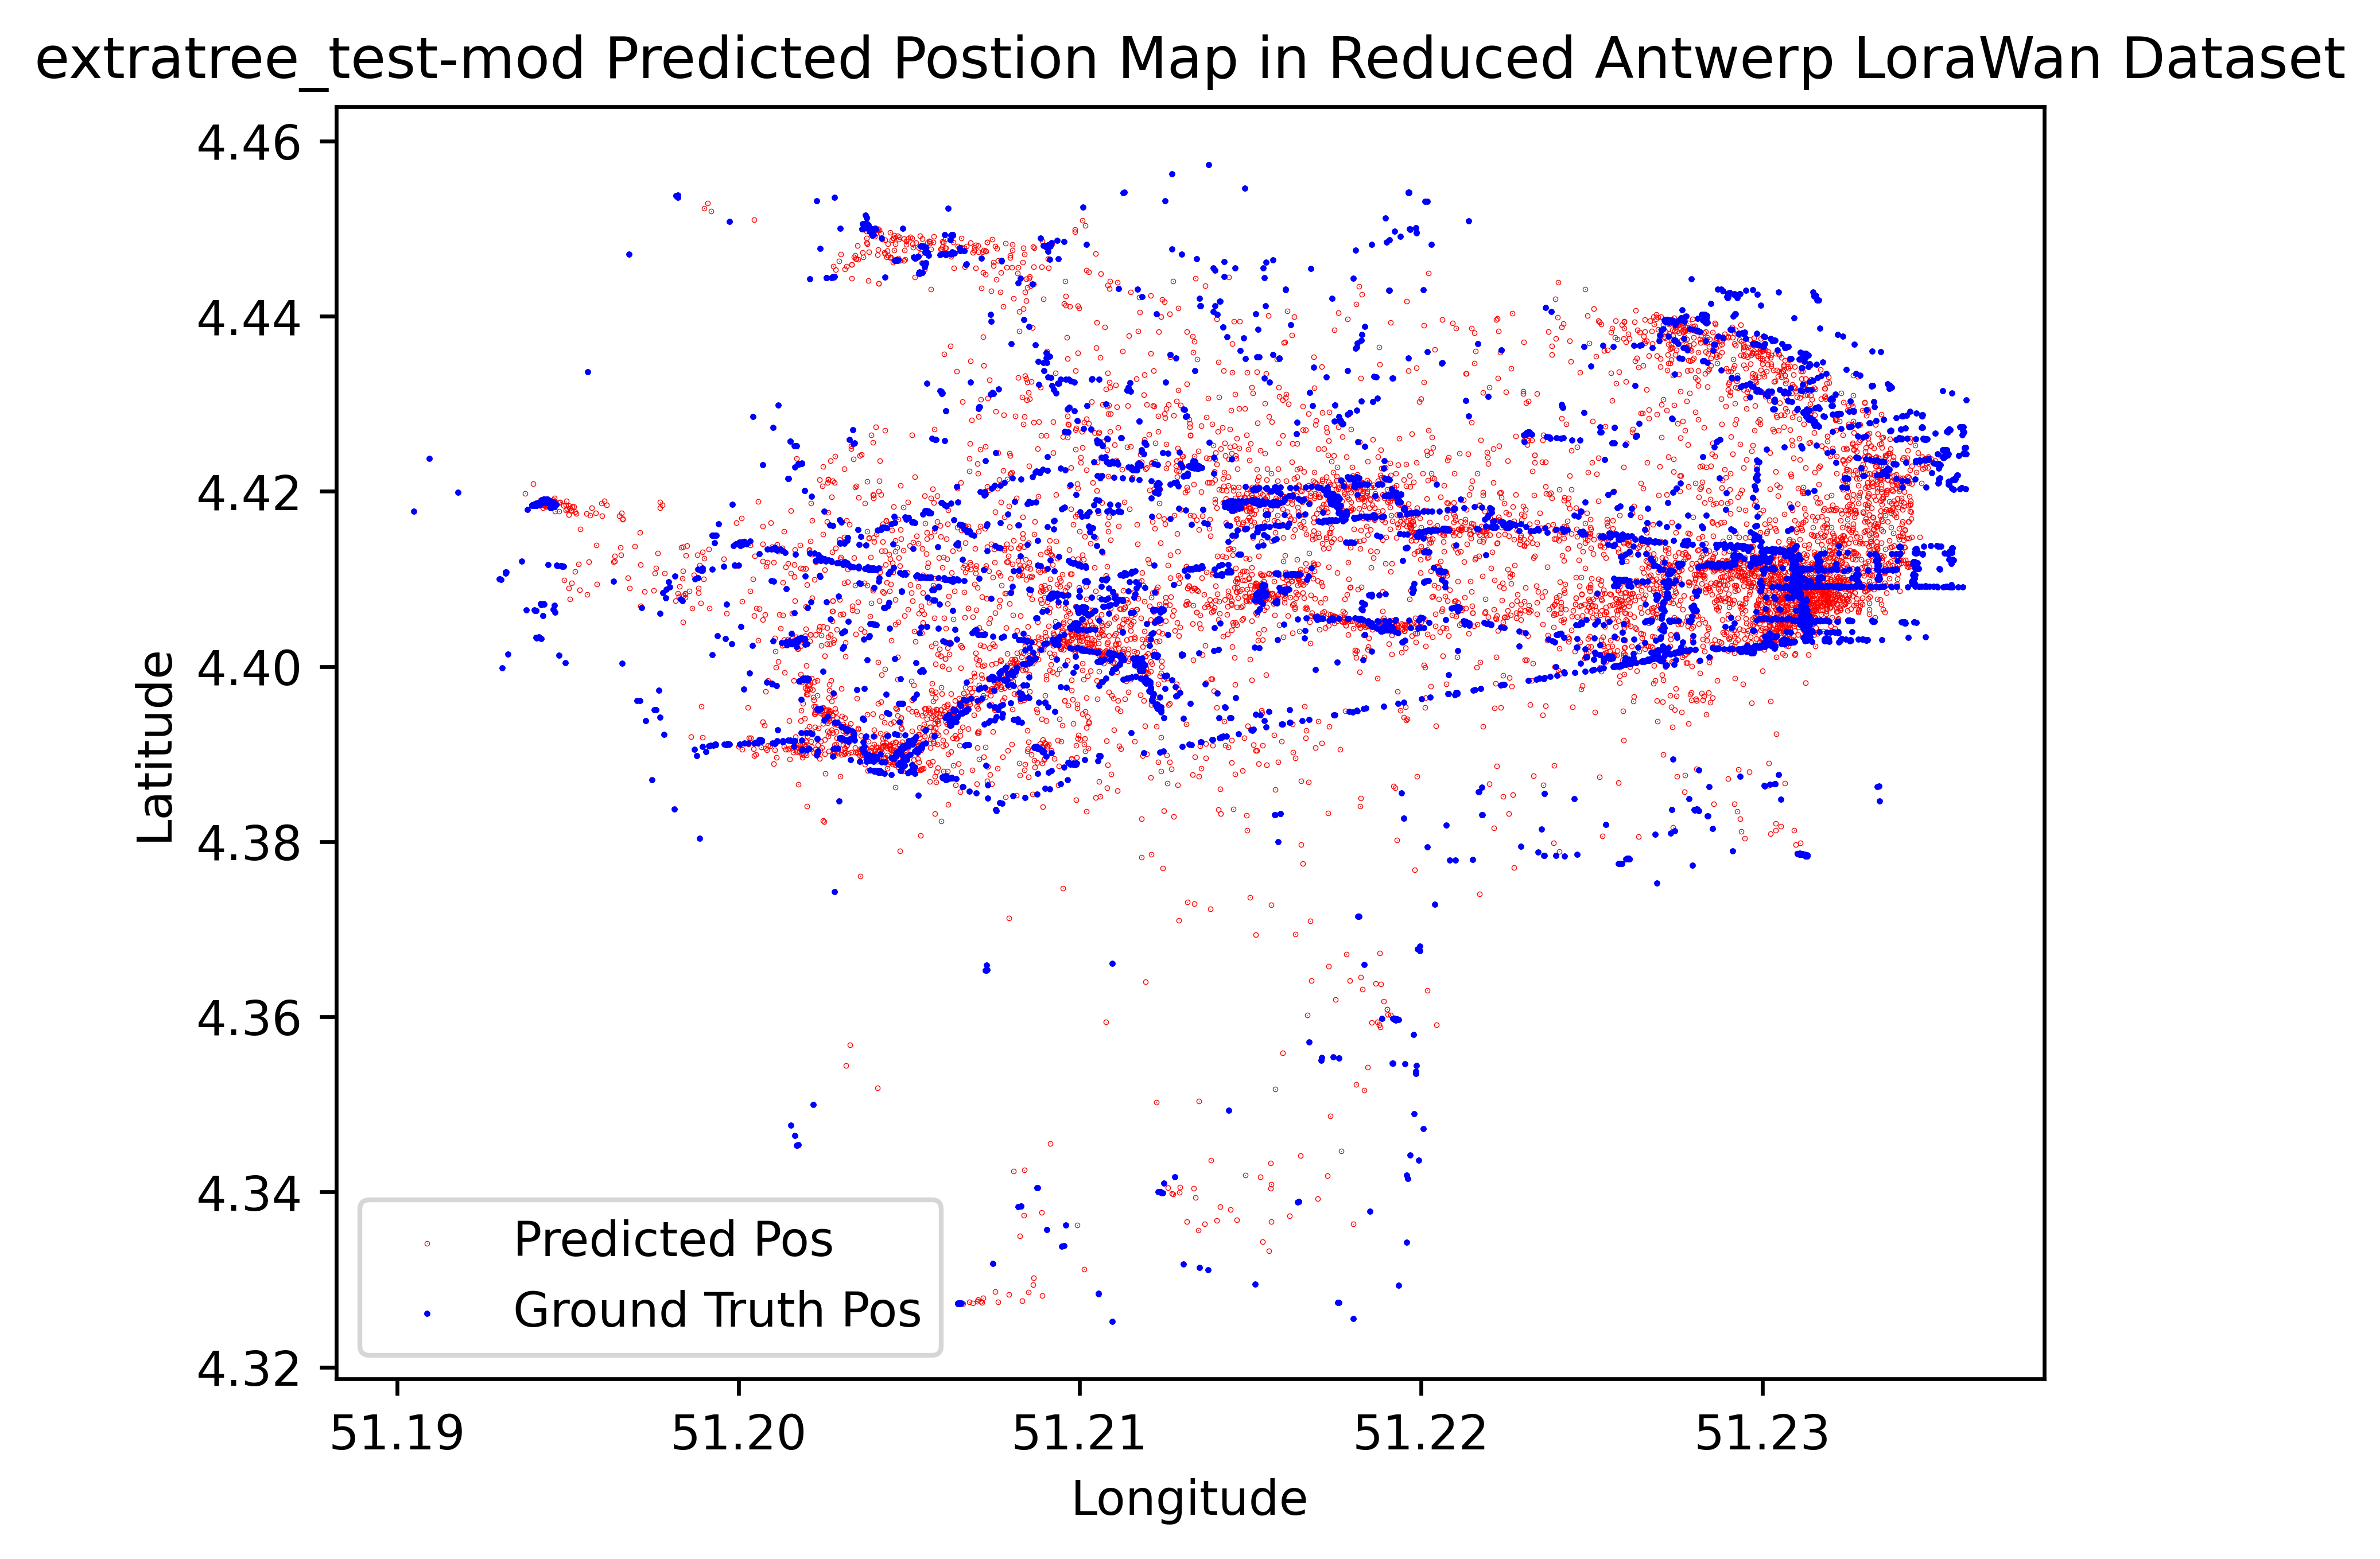 extratree_test-mod Predicted Postion Map in Reduced Antwerp LoraWan Dataset
4.46
4.44
4.42
4.40
4.38
4.36
4.34
4.32
Latitude
Predicted Pos
Ground Truth Pos
51.19 51.20 51.21 51.22 51.23
Longitude